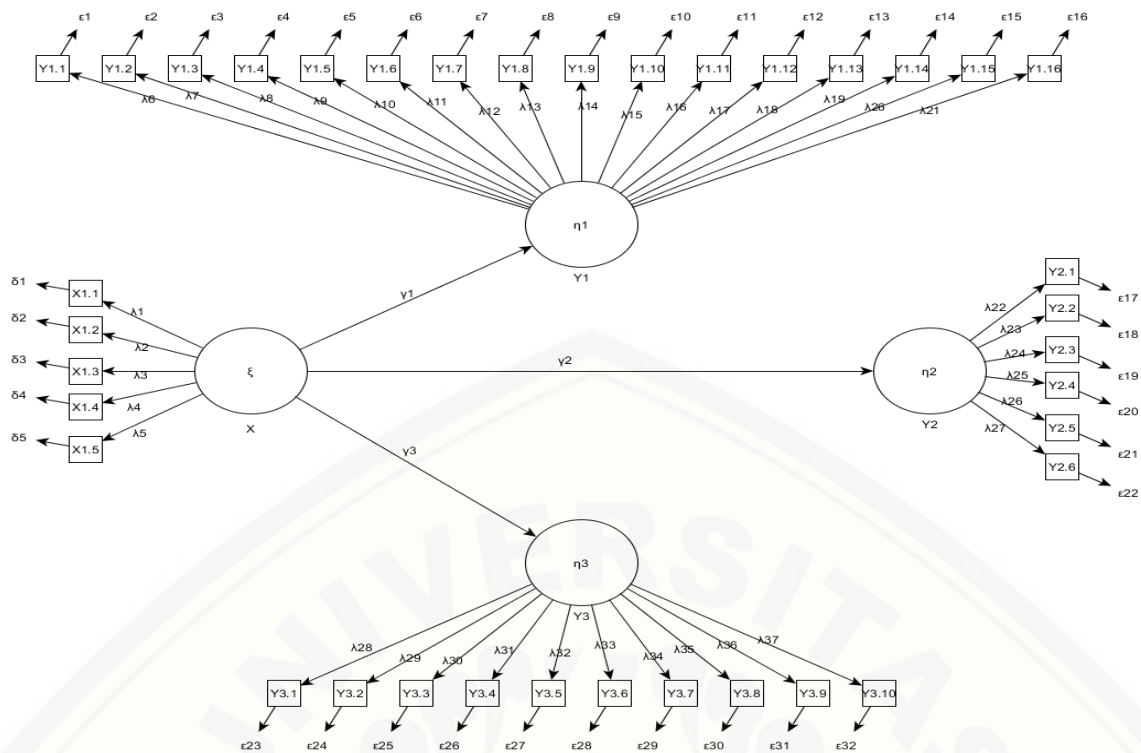 ε1 ε2 ε3 ε4 ε5 ε6 ε7 ε8 ε9 ε10 ε11 ε12 ε13 ε14 ε15 ε16
Y1.1 Y1.2 Y1.3 Y1.4 Y1.5 Y1.6 Y1.7 Y1.8 Y1.9 Y1.10 Y1.11 Y1.12 Y1.13 Y1.14 Y1.15 Y1.16
λ6 λ7 λ8 λ9 λ10 λ11 λ12 λ13 λ14 λ15 λ16 λ17 λ18 λ19 λ20 λ21
η1
Y1
δ1 X1.1 λ1
δ2 X1.2 λ2
δ3 X1.3 λ3
δ4 X1.4 λ4
δ5 X1.5 λ5
ξ
X
γ1
γ2
γ3
η2
Y2
λ22 Y2.1 ε17
λ23 Y2.2 ε18
λ24 Y2.3 ε19
λ25 Y2.4 ε20
λ26 Y2.5 ε21
λ27 Y2.6 ε22
η3
Y3
λ28 λ29 λ30 λ31 λ32 λ33 λ34 λ35 λ36 λ37
Y3.1 Y3.2 Y3.3 Y3.4 Y3.5 Y3.6 Y3.7 Y3.8 Y3.9 Y3.10
ε23 ε24 ε25 ε26 ε27 ε28 ε29 ε30 ε31 ε32
UNIVERSITAS